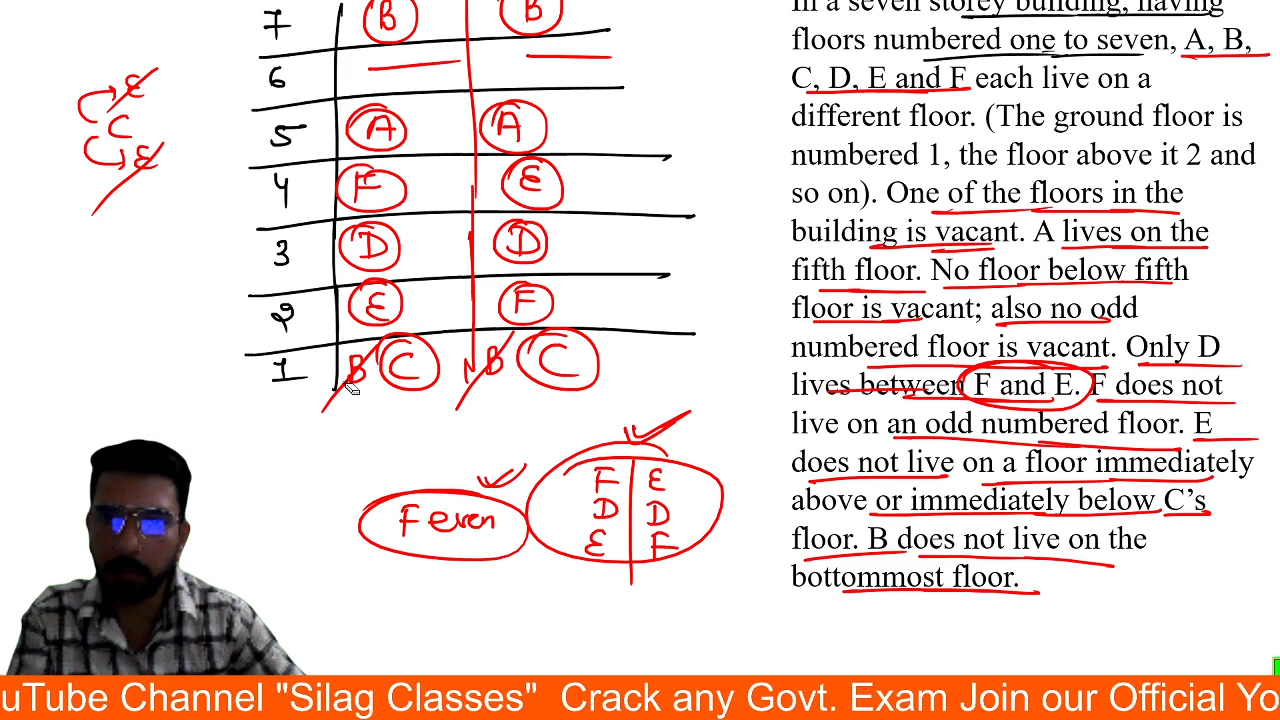 7 B B
6
5 A A
4 F E
3 D D
2 E F
1 B C B C
E
C
E
F even
F E
D D
E F
In a seven storey building, having
floors numbered one to seven, A, B,
C, D, E and F each live on a
different floor. (The ground floor is
numbered 1, the floor above it 2 and
so on). One of the floors in the
building is vacant. A lives on the
fifth floor. No floor below fifth
floor is vacant; also no odd
numbered floor is vacant. Only D
lives between F and E. F does not
live on an odd numbered floor. E
does not live on a floor immediately
above or immediately below C's
floor. B does not live on the
bottommost floor.
uTube Channel "Silag Classes" Crack any Govt. Exam Join our Official Yo